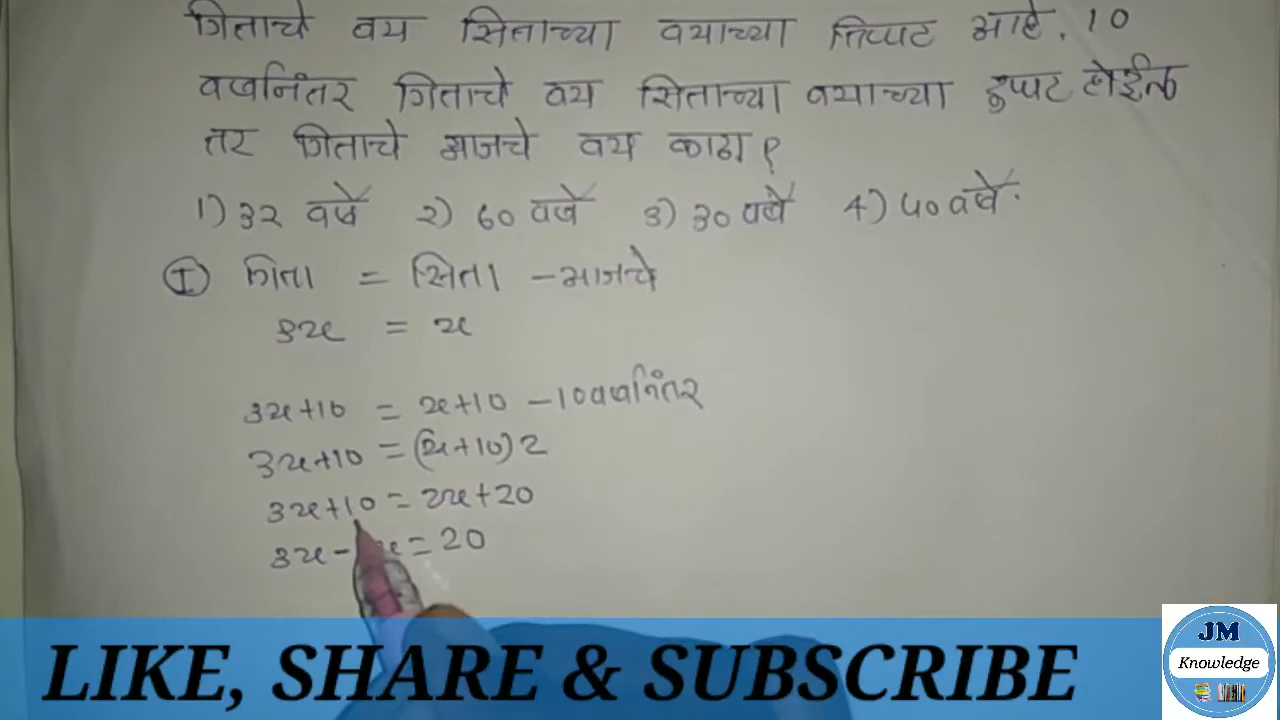 गिताचे वय सिताच्या वयाच्या तिप्पट आहे. 10
वर्षानंतर गिताचे वय सिताच्या वयाच्या दुप्पट होईल
तर गिताचे आजचे वय काढा ?
1) 32 वर्षे 2) 60 वर्षे 3) 30 वर्षे 4) 40 वर्षे.
I गिता = सिता - आजचे
3x = x
3x+10 = x+10 - 10 वर्षानंतर
3x+10 = (x+10) 2
3x+10 = 2x+20
3x - x = 20
LIKE, SHARE & SUBSCRIBE
JM
Knowledge